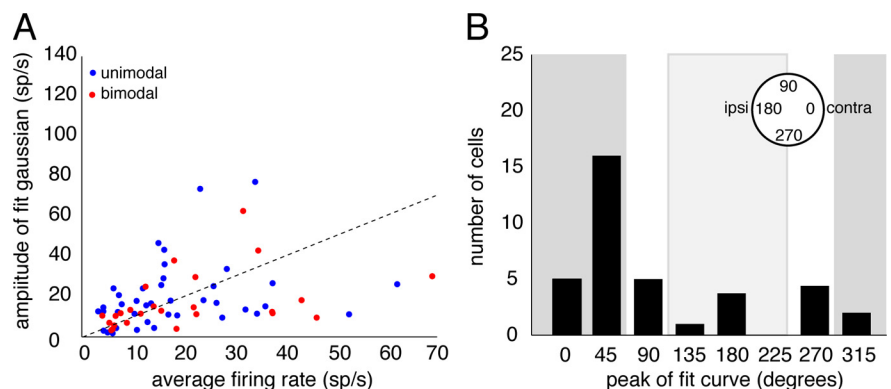 A
ampiitude of fit gaussian (sp/s)
140
120
100
80
60
40
20
0
unimodal
bimodal
0 10 20 30 40 50 60 70
average firing rate (sp/s)
B
number of cells
25
20
15
10
5
0
90
ipsi 180 0 contra
270
0 45 90 135 180 225 270 315
peak of fit curve (degrees)